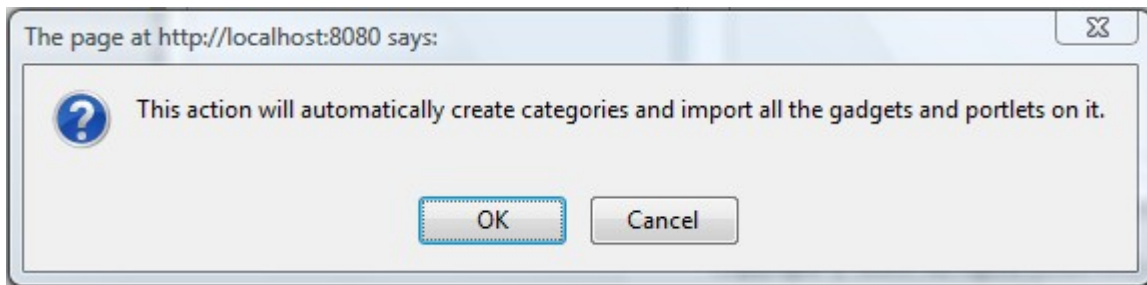 The page at http://localhost:8080 says:
This action will automatically create categories and import all the gadgets and portlets on it.
OK
Cancel